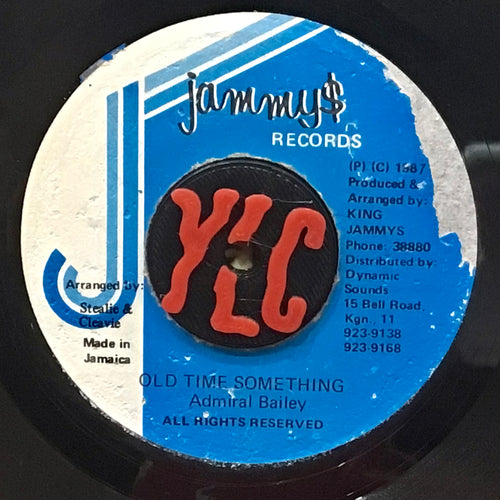 jammy$
RECORDS
(P) (C) 1987
Produced &
Arranged by:
KING
JAMMYS
Phone: 38880
Distributed by:
Dynamic
Sounds
15 Bell Road,
Kgn. 11
923-9138
923-9168
Arranged by:
Stealie &
Cleavie
Made in
Jamaica
YLC
OLD TIME SOMETHING
Admiral Bailey
ALL RIGHTS RESERVED